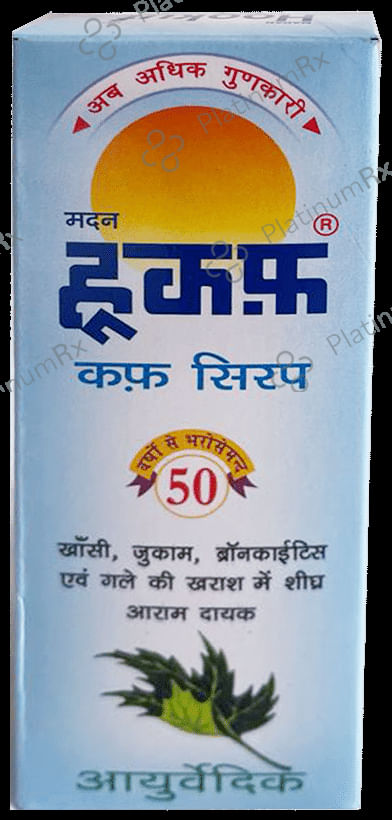 अब अधिक गुणकारी
मदन
हूकफ़®
कफ़ सिरप
वर्षो से भरोसेमन्द
50
खाँसी, जुकाम, ब्रॉनकाईटिस
एवं गले की खराश में शीघ्र
आराम दायक
आयुर्वेदिक
PlatinumRx